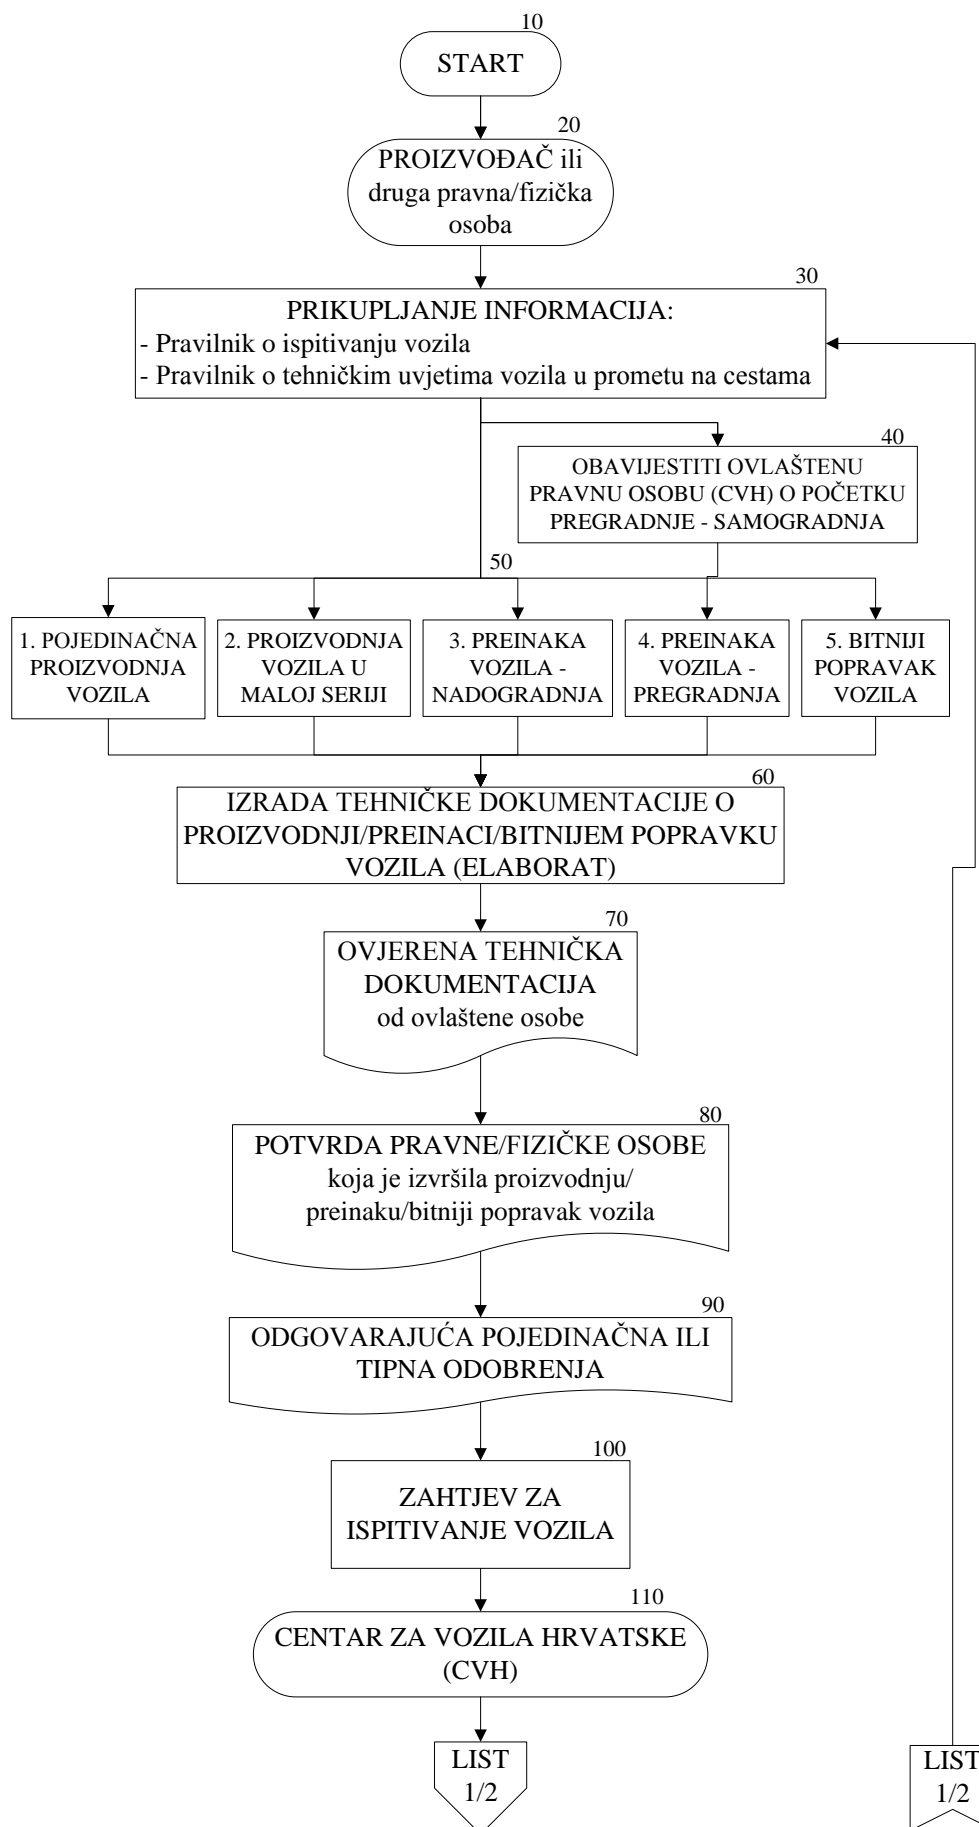 10
START
20
PROIZVOĐAČ ili
druga pravna/fizička
osoba
30
PRIKUPLJANJE INFORMACIJA:
- Pravilnik o ispitivanju vozila
- Pravilnik o tehničkim uvjetima vozila u prometu na cestama
40
OBAVIJESTITI OVLAŠTENU
PRAVNU OSOBU (CVH) O POČETKU
PREGRADNJE - SAMOGRADNJA
50
1. POJEDINAČNA
PROIZVODNJA
VOZILA
2. PROIZVODNJA
VOZILA U
MALOJ SERIJI
3. PREINAKA
VOZILA -
NADOGRADNJA
4. PREINAKA
VOZILA -
PREGRADNJA
5. BITNIJI
POPRAVAK
VOZILA
60
IZRADA TEHNIČKE DOKUMENTACIJE O
PROIZVODNJI/PREINACI/BITNIJEM POPRAVKU
VOZILA (ELABORAT)
70
OVJERENA TEHNIČKA
DOKUMENTACIJA
od ovlaštene osobe
80
POTVRDA PRAVNE/FIZIČKE OSOBE
koja je izvršila proizvodnju/
preinaku/bitniji popravak vozila
90
ODGOVARAJUĆA POJEDINAČNA ILI
TIPNA ODOBRENJA
100
ZAHTJEV ZA
ISPITIVANJE VOZILA
110
CENTAR ZA VOZILA HRVATSKE
(CVH)
LIST
1/2
LIST
1/2